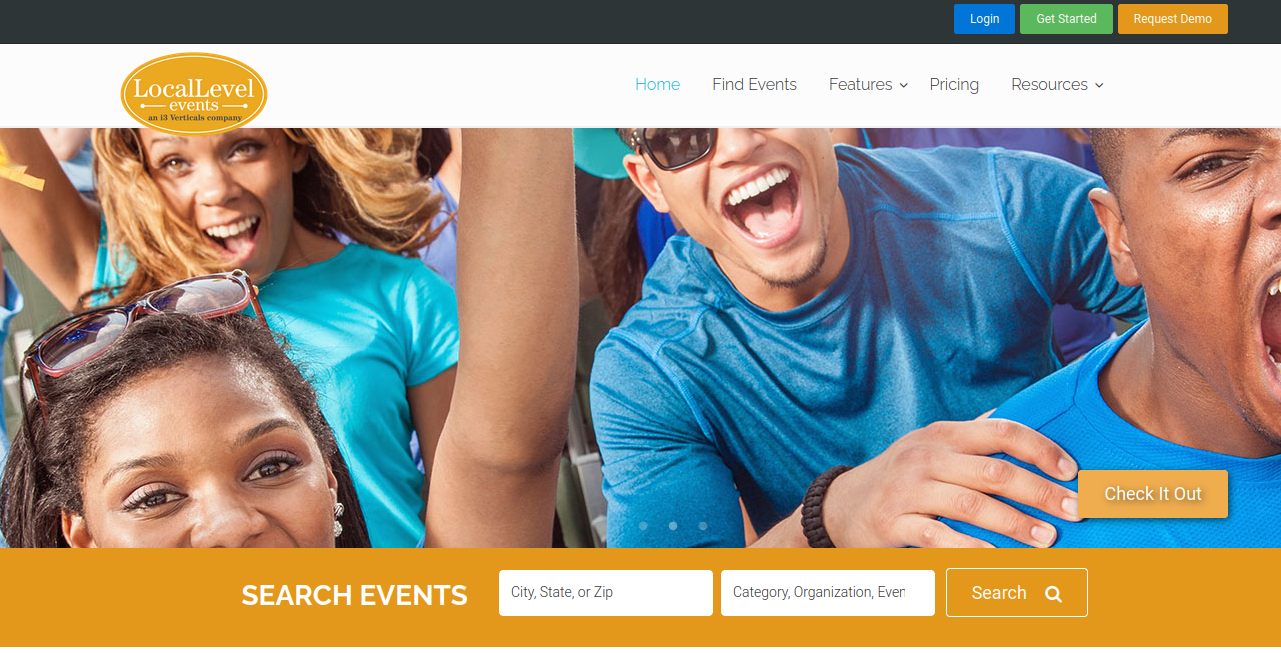 Login
Get Started
Request Demo
LocalLevel
events
an i3 Verticals company
Home
Find Events
Features
Pricing
Resources
Check It Out
SEARCH EVENTS
City, State, or Zip
Category, Organization, Even
Search